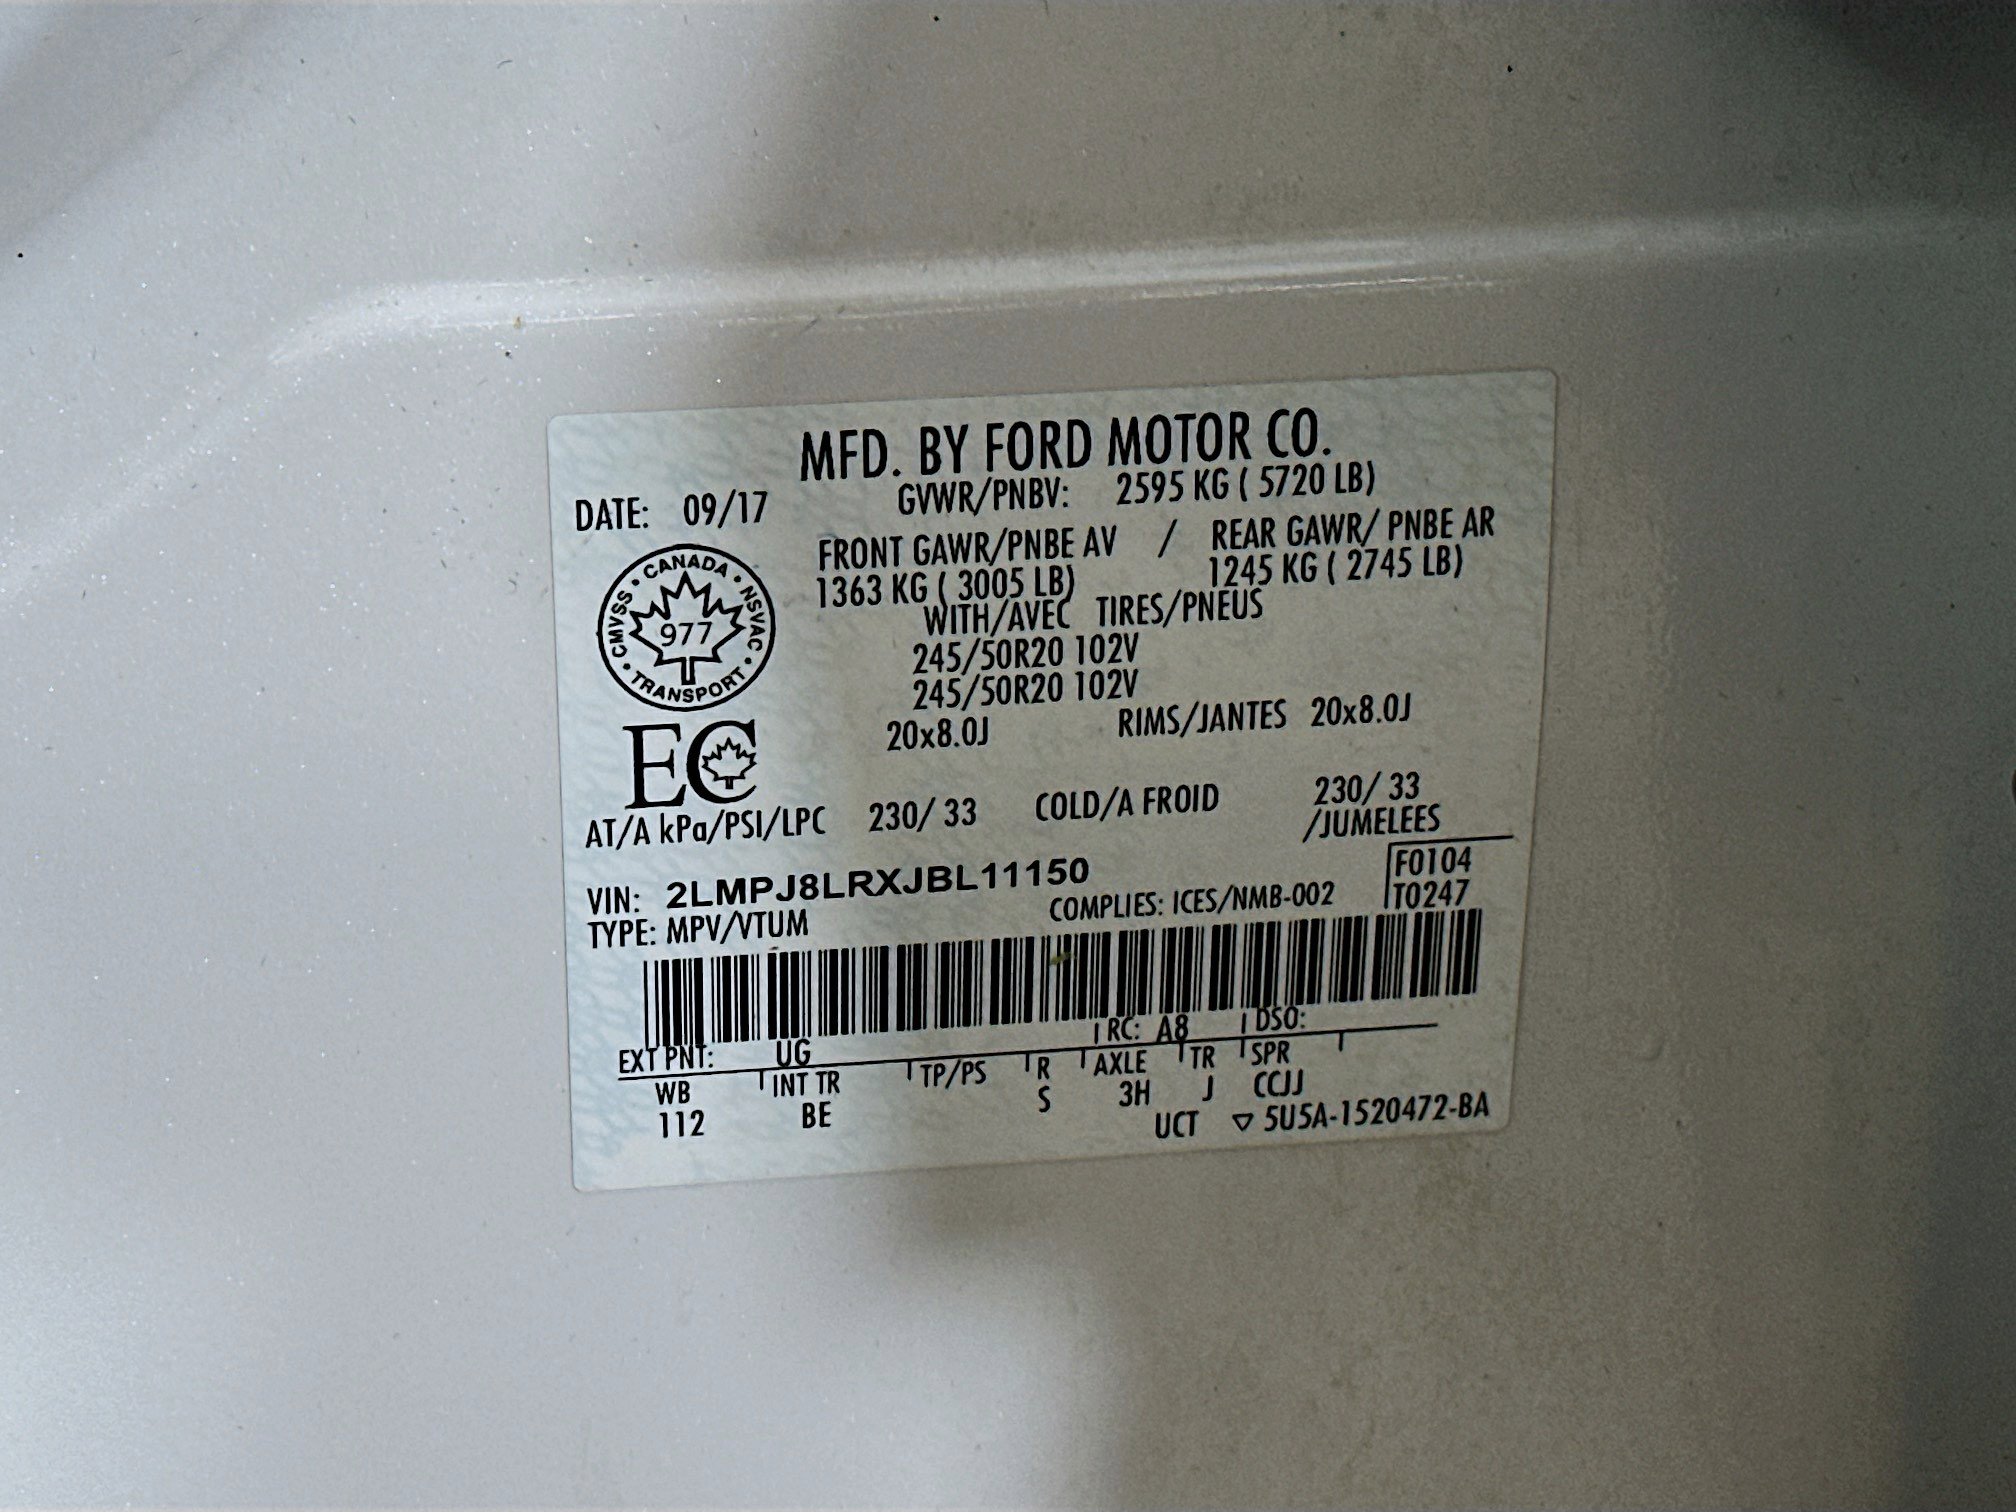 MFD. BY FORD MOTOR CO.
DATE: 09/17 GVWR/PNBV: 2595 KG ( 5720 LB)
FRONT GAWR/PNBE AV / REAR GAWR/ PNBE AR
1363 KG ( 3005 LB) 1245 KG ( 2745 LB)
WITH/AVEC TIRES/PNEUS
245/50R20 102V
245/50R20 102V
20x8.0J RIMS/JANTES 20x8.0J
CANADA • NSVAC • TRANSPORT • CMVSS •
977
EC
AT/A kPa/PSI/LPC 230/ 33 COLD/A FROID 230/ 33
/JUMELEES
VIN: 2LMPJ8LRXJBL11150 F0104
TYPE: MPV/VTUM COMPLIES: ICES/NMB-002 T0247
EXT PNT: UG RC: A8 DSO:
WB INT TR TP/PS R AXLE TR SPR
112 BE S 3H J CCJJ
UCT ▽ 5U5A-1520472-BA